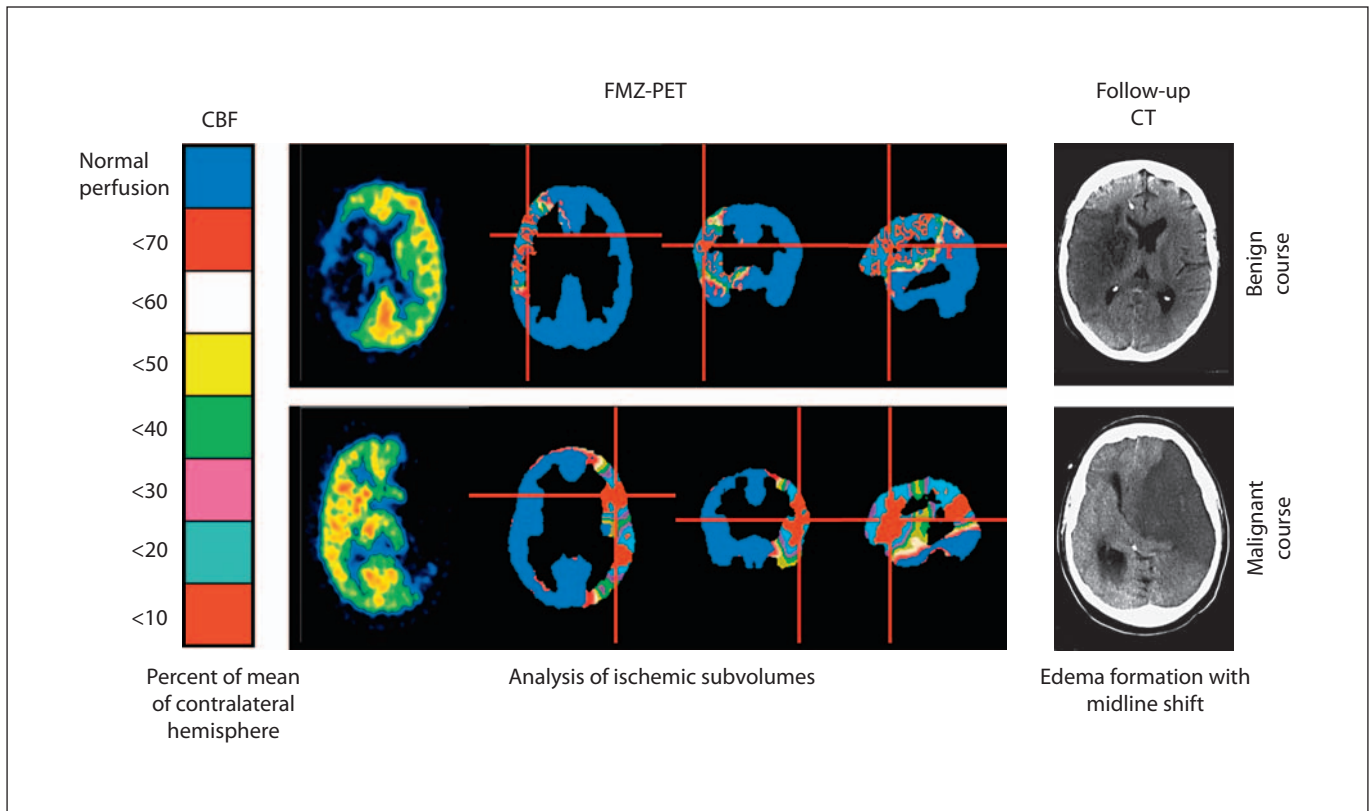 FMZ-PET
Follow-up
CT
CBF
Normal
perfusion
<70
<60
<50
<40
<30
<20
<10
Percent of mean
of contralateral
hemisphere
Analysis of ischemic subvolumes
Benign
course
Malignant
course
Edema formation with
midline shift